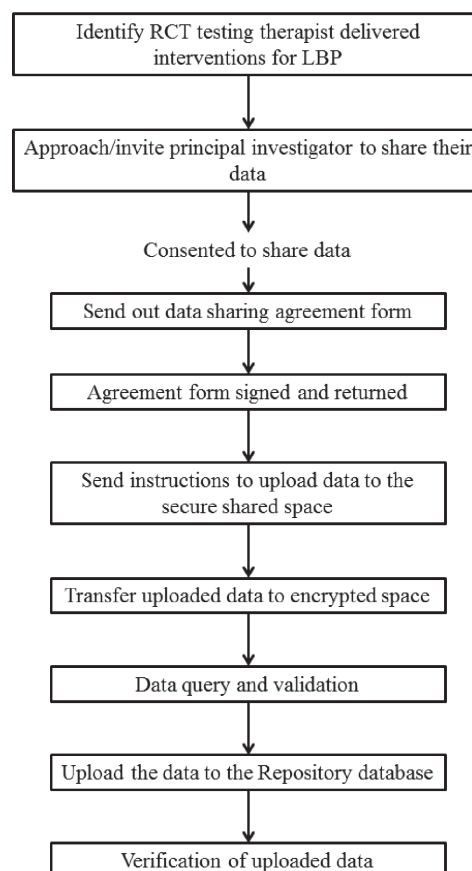 Identify RCT testing therapist delivered
interventions for LBP
Approach/invite principal investigator to share their
data
Consented to share data
Send out data sharing agreement form
Agreement form signed and returned
Send instructions to upload data to the
secure shared space
Transfer uploaded data to encrypted space
Data query and validation
Upload the data to the Repository database
Verification of uploaded data